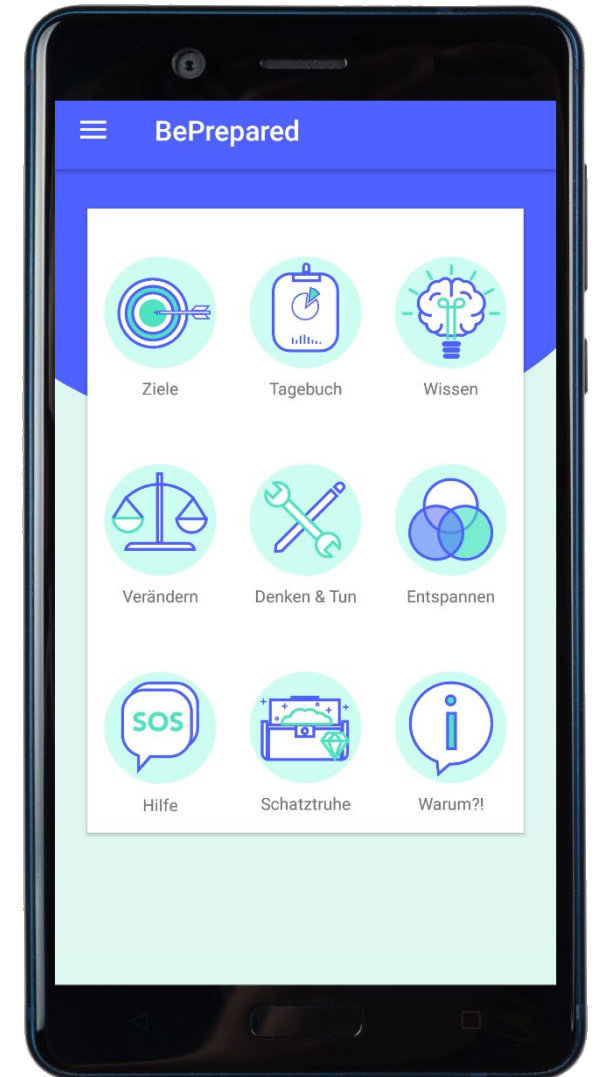 BePrepared
Ziele
Tagebuch
Wissen
Verändern
Denken & Tun
Entspannen
SOS
Hilfe
Schatztruhe
Warum?!